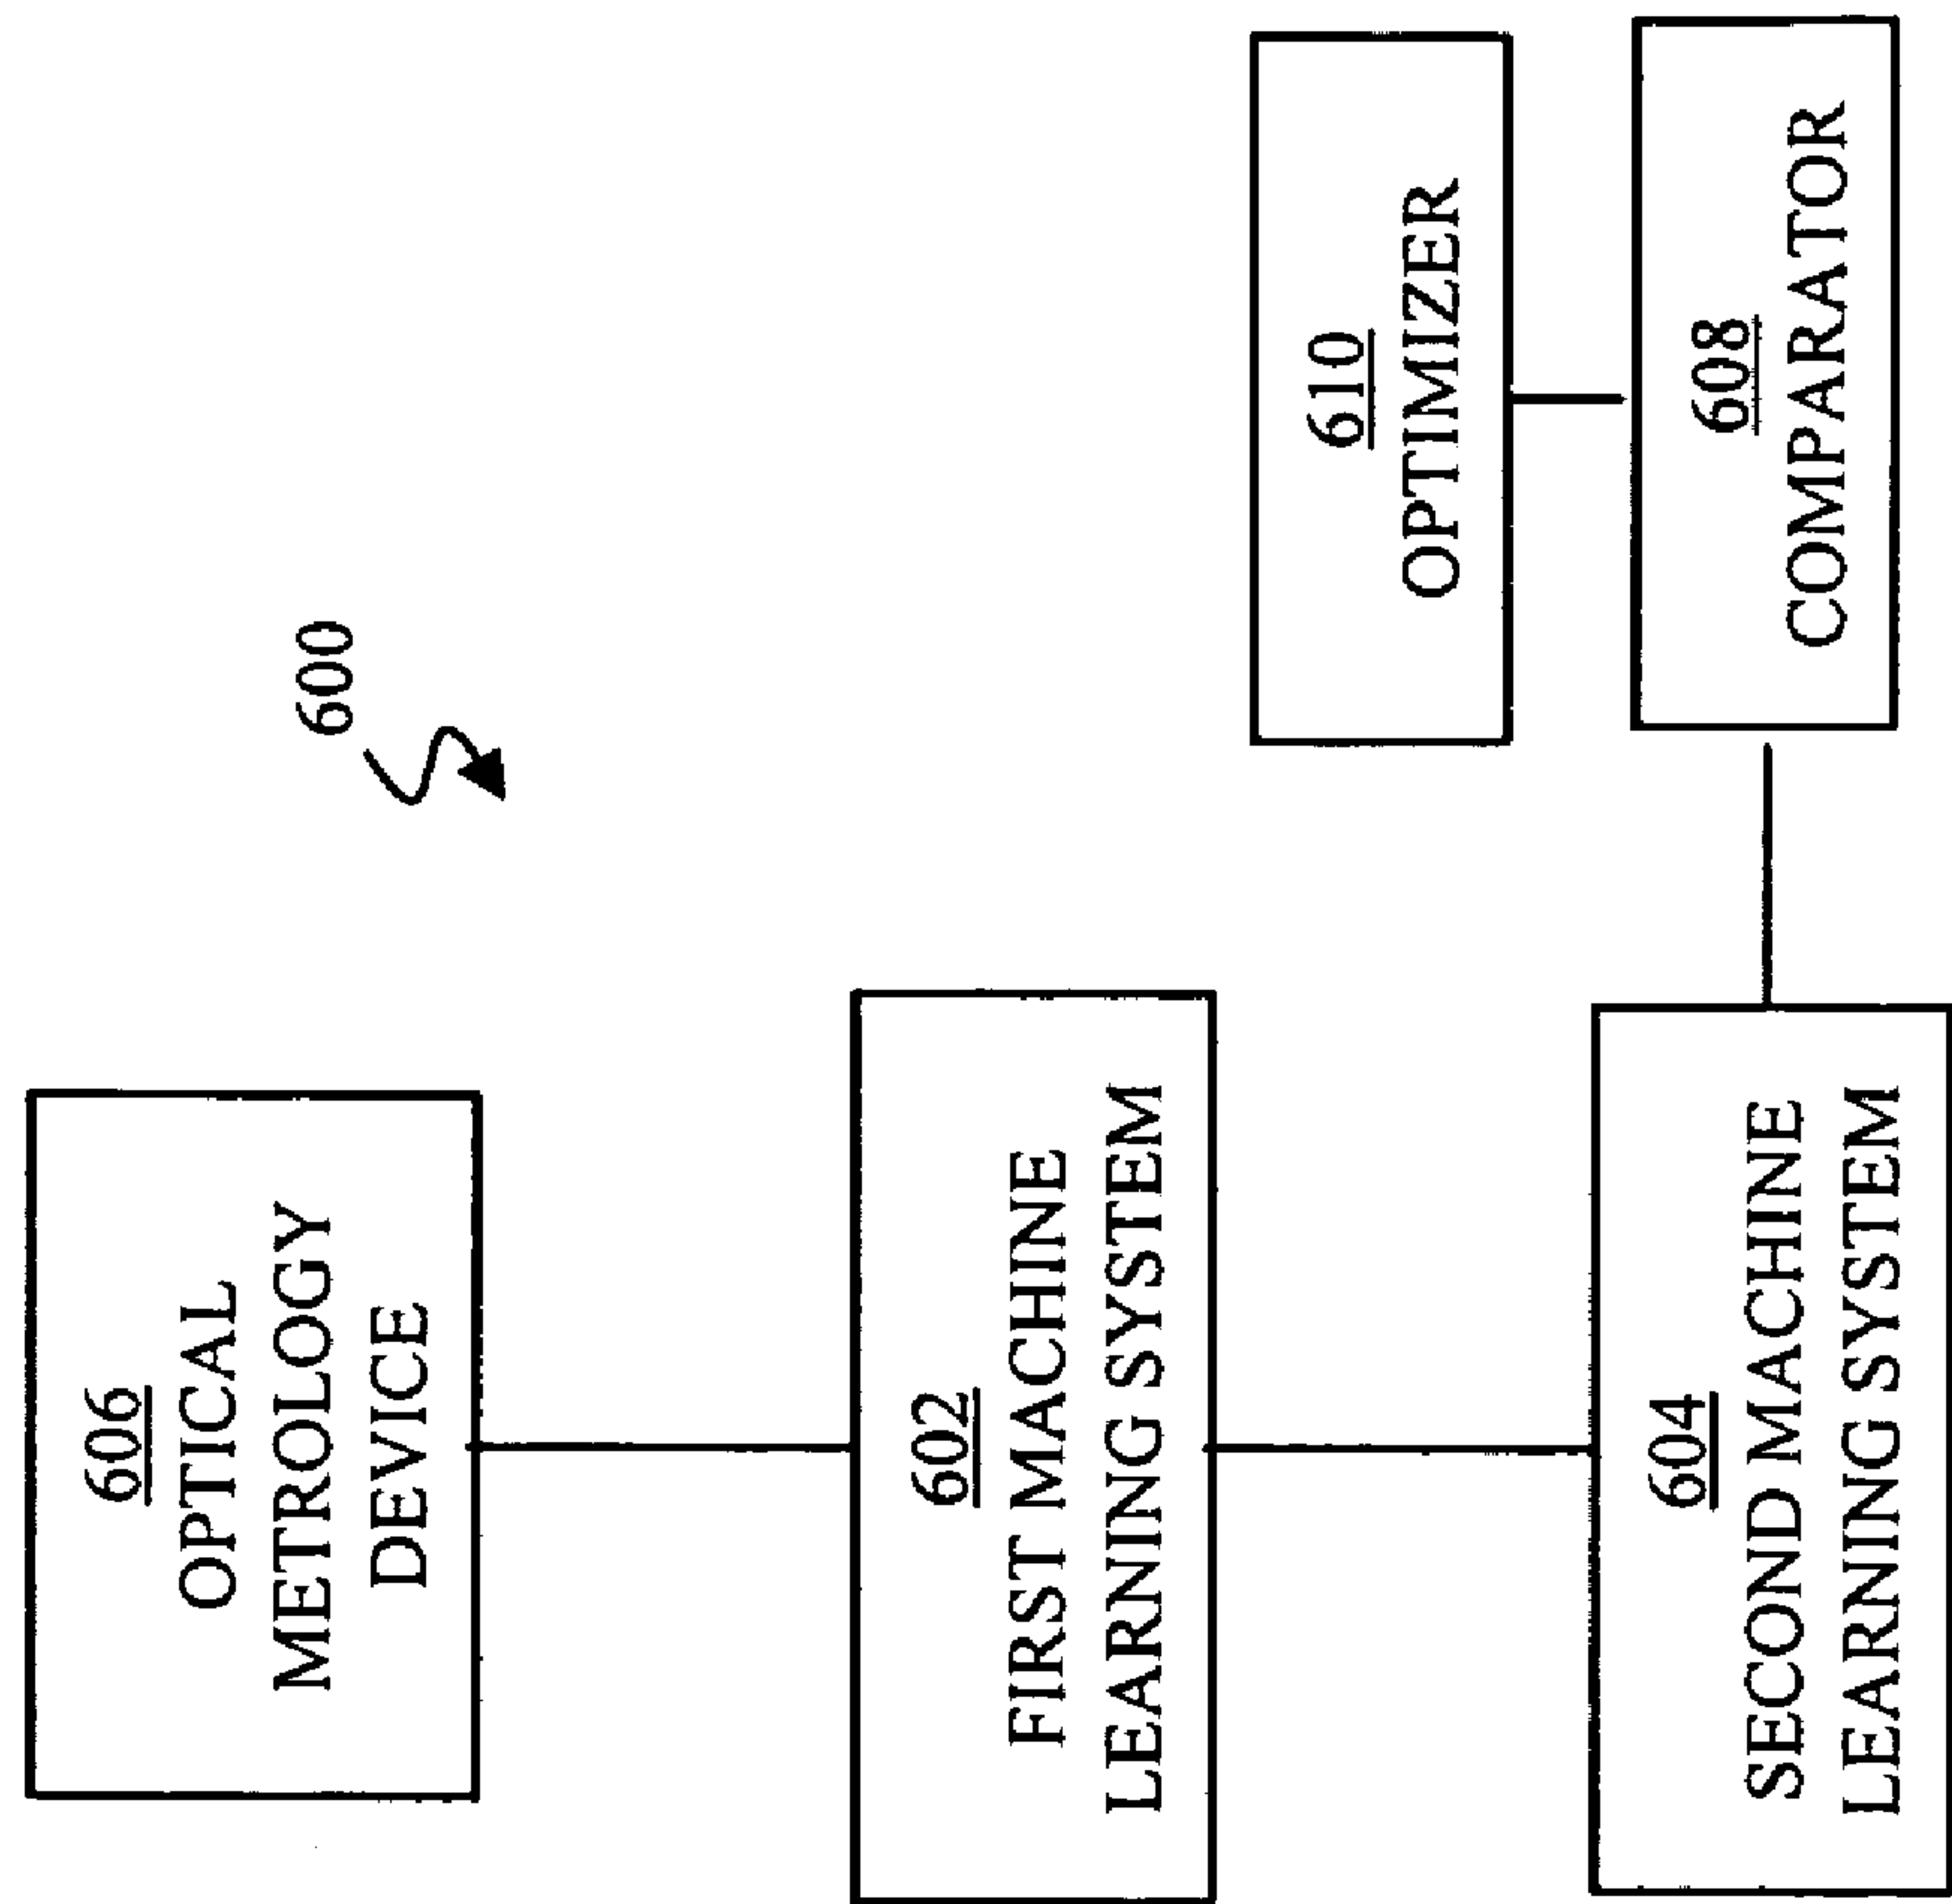 600
606
OPTICAL
METROLOGY
DEVICE
602
FIRST MACHINE
LEARNING SYSTEM
604
SECOND MACHINE
LEARNING SYSTEM
610
OPTIMIZER
608
COMPARATOR